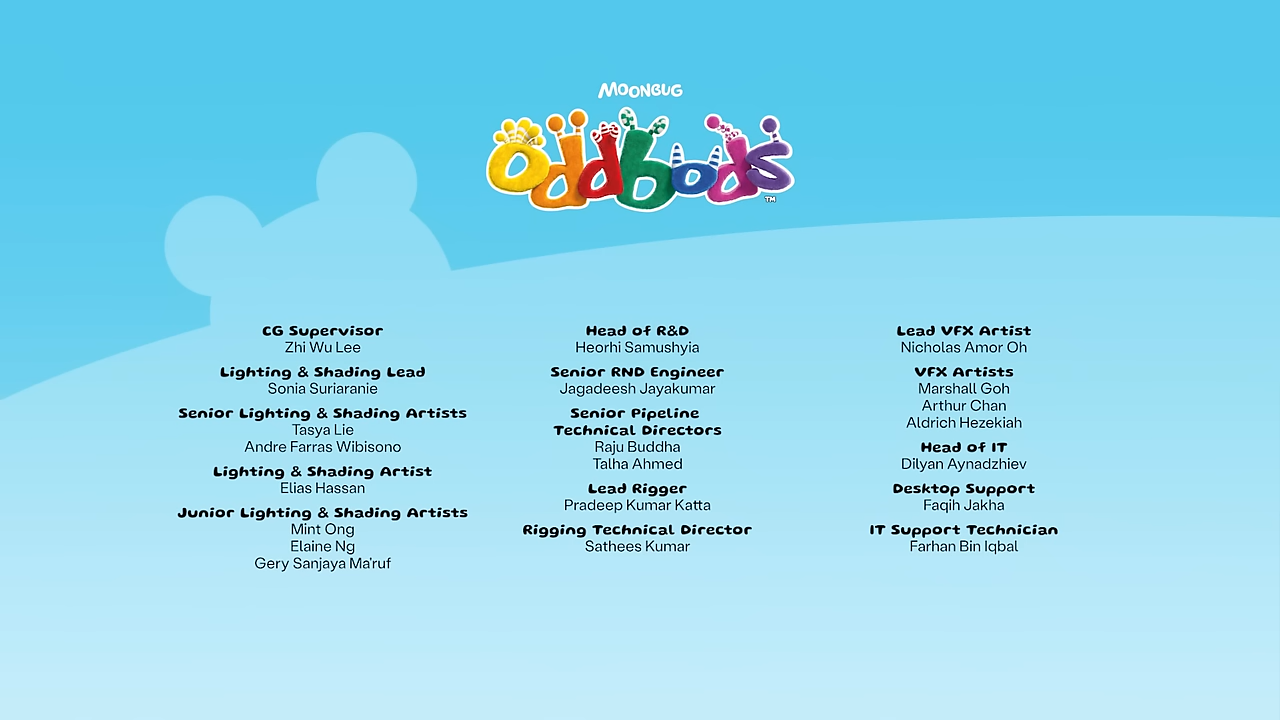 MOONBUG
oddbods
TM
CG Supervisor
Zhi Wu Lee
Lighting & Shading Lead
Sonia Suriaranie
Senior Lighting & Shading Artists
Tasya Lie
Andre Farras Wibisono
Lighting & Shading Artist
Elias Hassan
Junior Lighting & Shading Artists
Mint Ong
Elaine Ng
Gery Sanjaya Ma'ruf
Head of R&D
Heorhi Samushyia
Senior RND Engineer
Jagadeesh Jayakumar
Senior Pipeline
Technical Directors
Raju Buddha
Talha Ahmed
Lead Rigger
Pradeep Kumar Katta
Rigging Technical Director
Sathees Kumar
Lead VFX Artist
Nicholas Amor Oh
VFX Artists
Marshall Goh
Arthur Chan
Aldrich Hezekiah
Head of IT
Dilyan Aynadzhiev
Desktop Support
Faqih Jakha
IT Support Technician
Farhan Bin Iqbal